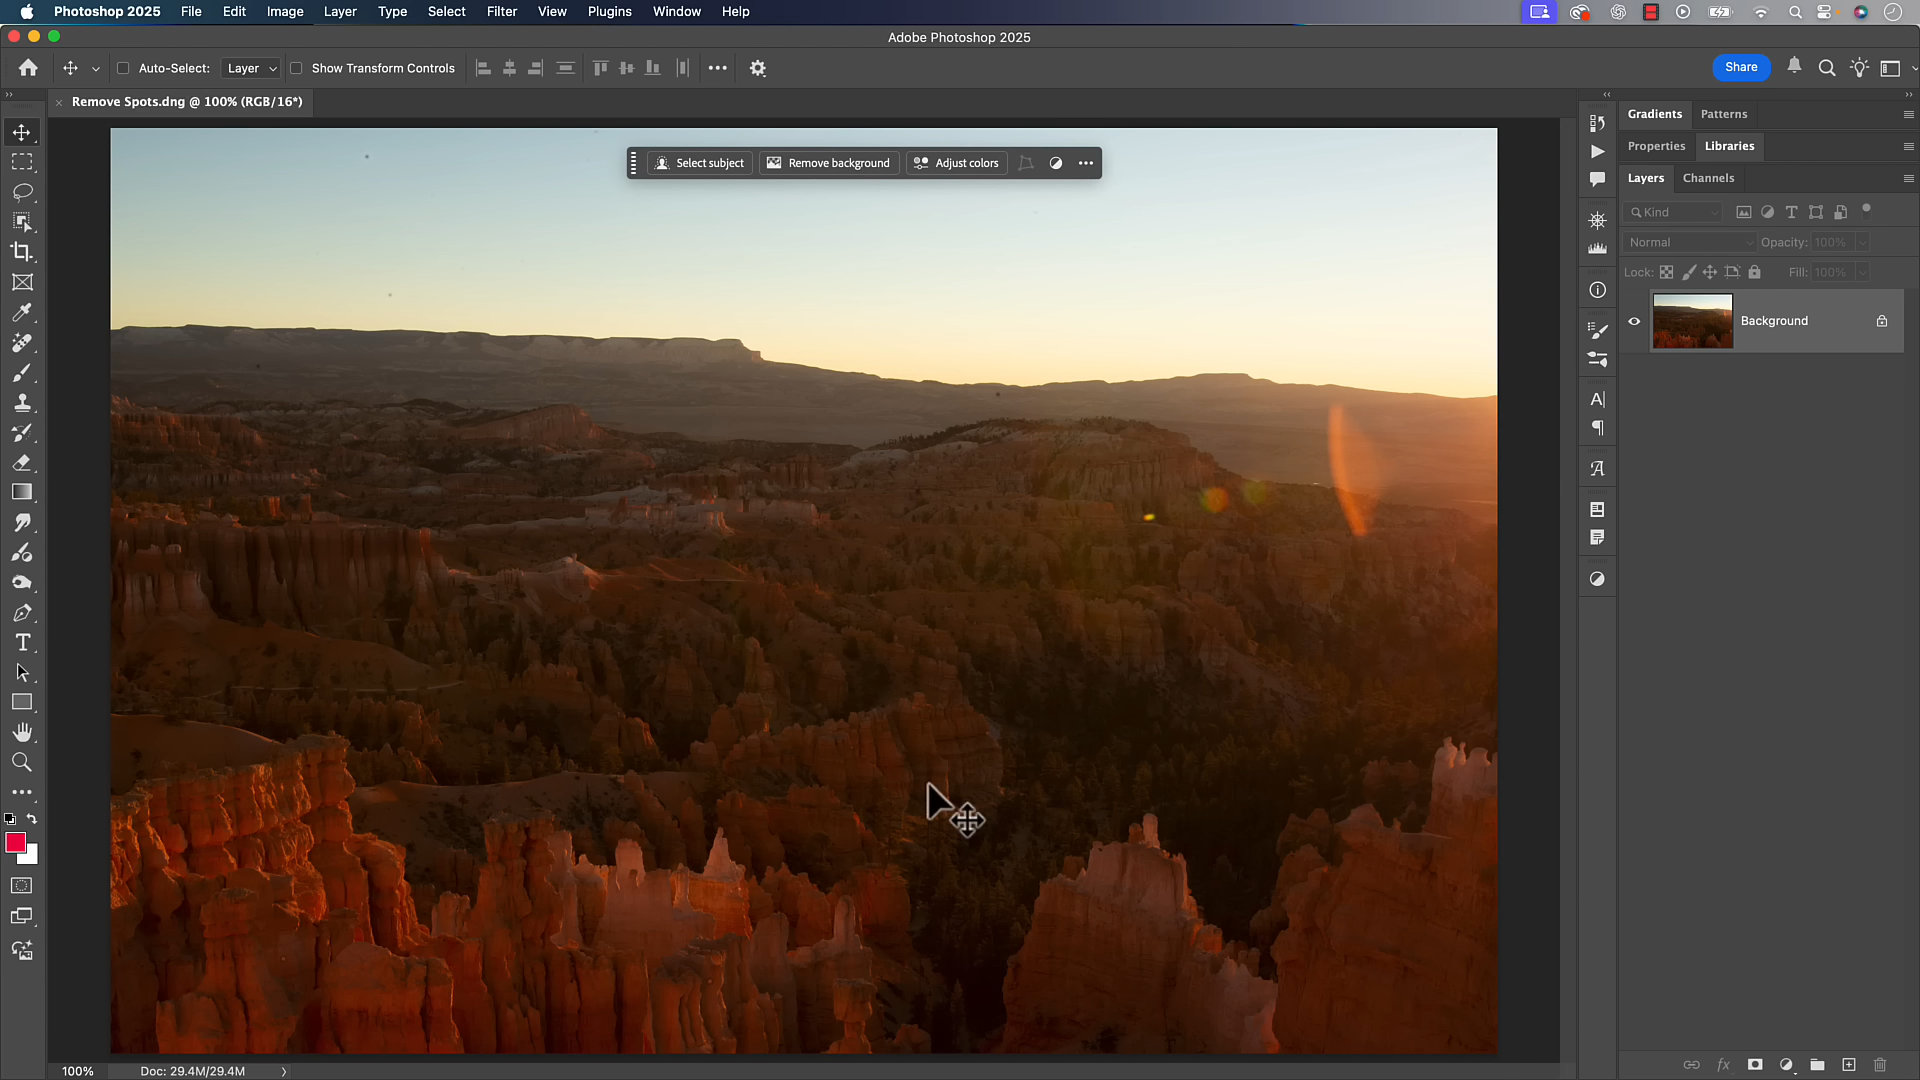 Photoshop 2025 File Edit Image Layer Type Select Filter View Plugins Window Help
Adobe Photoshop 2025
Auto-Select: Layer Show Transform Controls Share
Remove Spots.dng @ 100% (RGB/16*)
Select subject Remove background Adjust colors
Gradients Patterns
Properties Libraries
Layers Channels
Kind
Normal Opacity: 100%
Lock: Fill: 100%
Background
100% Doc: 29.4M/29.4M